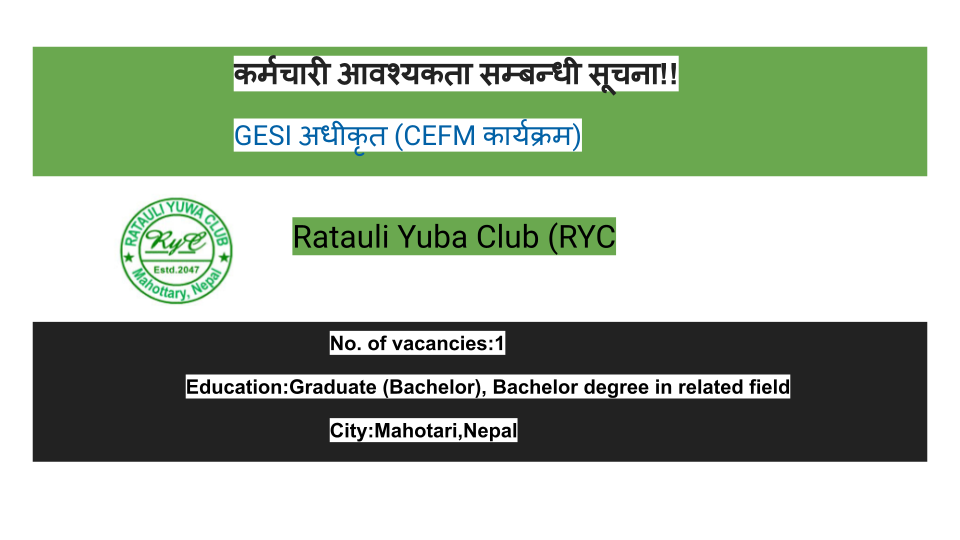 कर्मचारी आवश्यकता सम्बन्धी सूचना!!
GESI अधीकृत (CEFM कार्यक्रम)
RATAULI YUWA CLUB
RyC
Estd.2047
Mahottary, Nepal
Ratauli Yuba Club (RYC
No. of vacancies:1
Education:Graduate (Bachelor), Bachelor degree in related field
City:Mahotari,Nepal